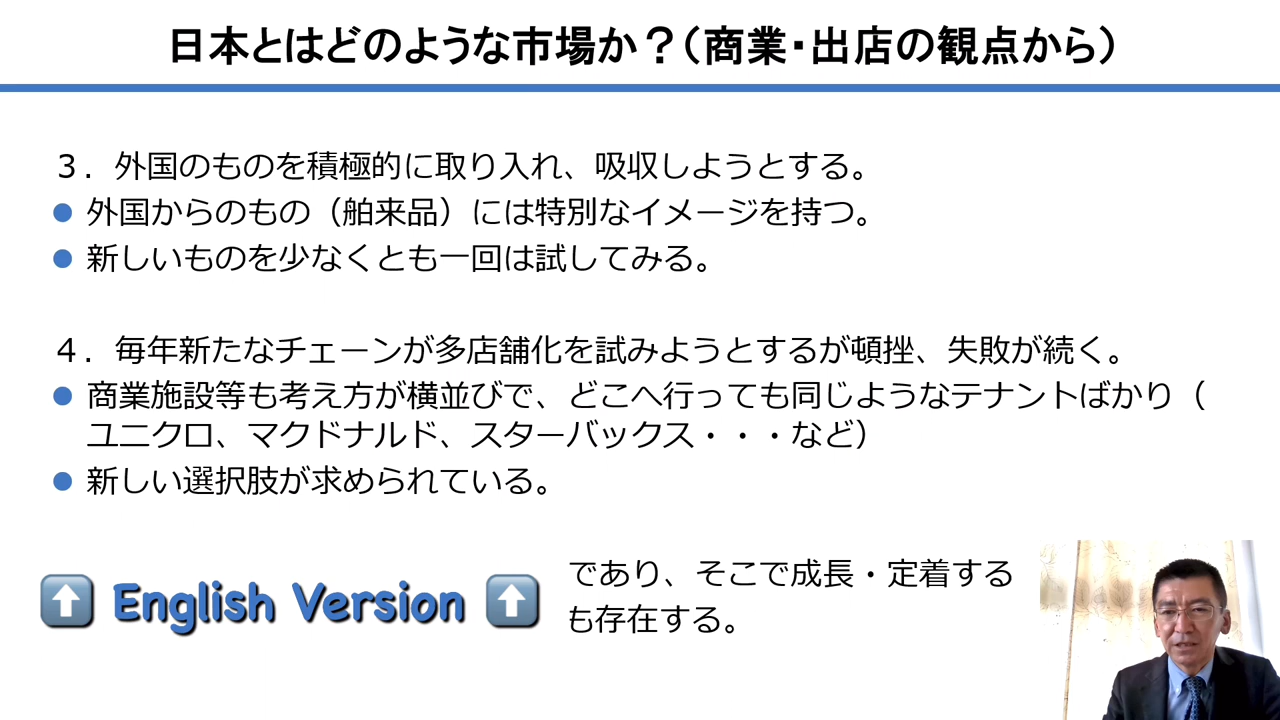 日本とはどのような市場か？（商業・出店の観点から）
３．外国のものを積極的に取り入れ、吸収しようとする。
外国からのもの（舶来品）には特別なイメージを持つ。
新しいものを少なくとも一回は試してみる。
４．毎年新たなチェーンが多店舗化を試みようとするが頓挫、失敗が続く。
商業施設等も考え方が横並びで、どこへ行っても同じようなテナントばかり（
ユニクロ、マクドナルド、スターバックス・・・など）
新しい選択肢が求められている。
であり、そこで成長・定着する
English Version
も存在する。